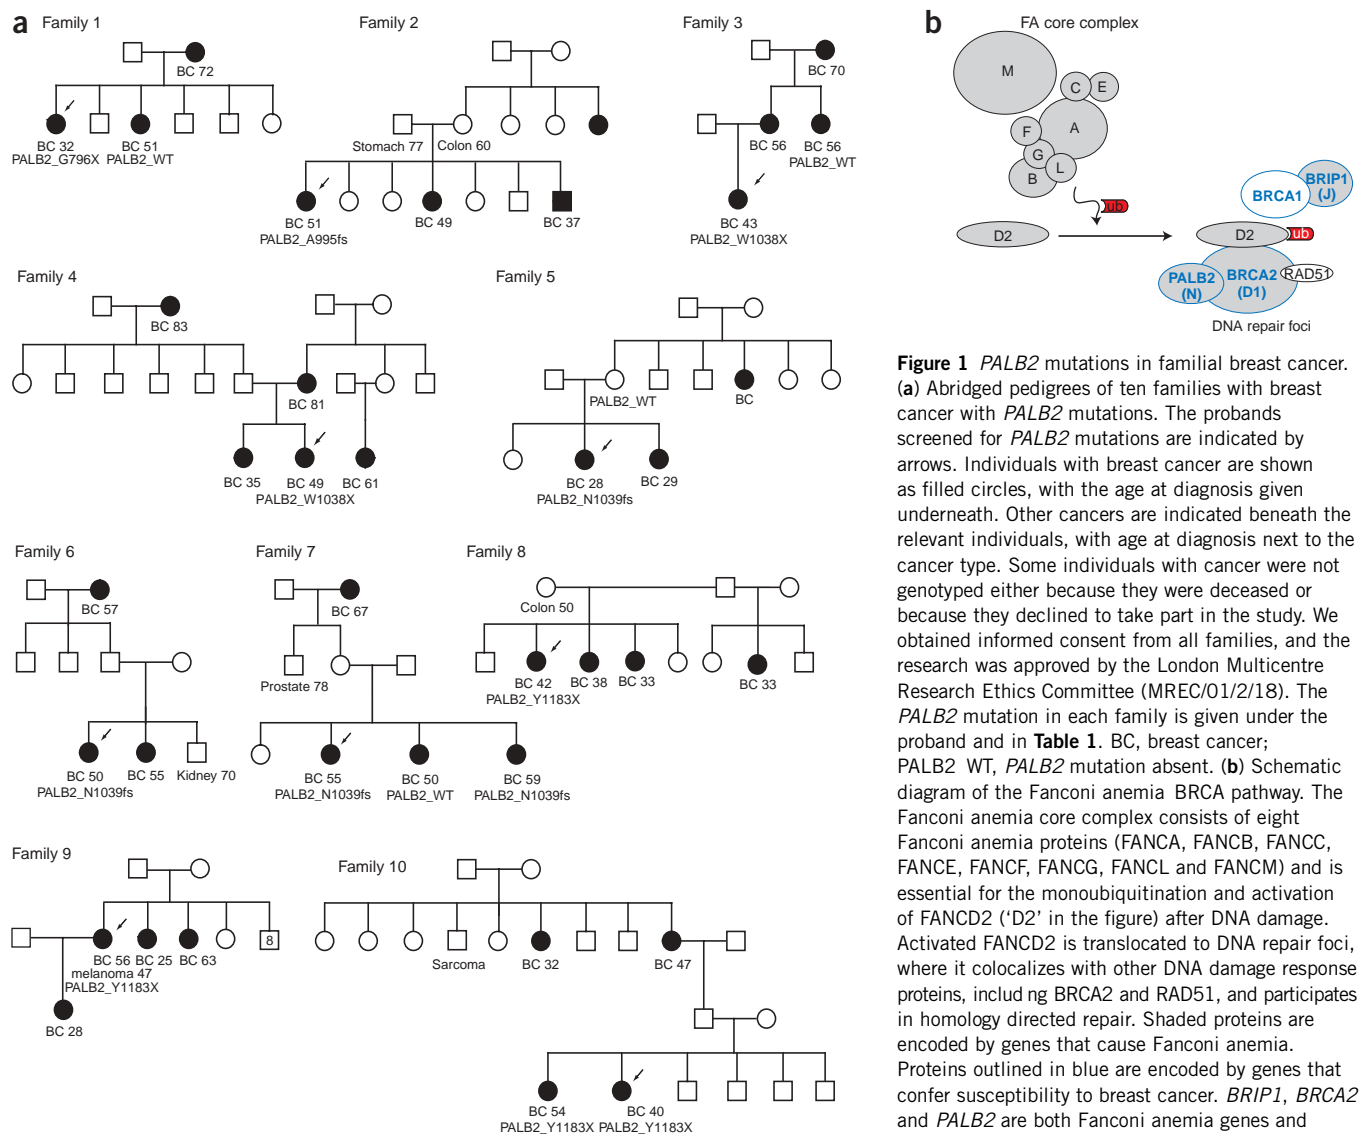 a
Family 1
BC 72
BC 32
PALB2_G796X
BC 51
PALB2_WT
Family 2
Stomach 77
Colon 60
BC 51
PALB2_A995fs
BC 49
BC 37
Family 3
BC 70
BC 56
BC 56
PALB2_WT
BC 43
PALB2_W1038X
Family 4
BC 83
BC 81
BC 35
BC 49
PALB2_W1038X
BC 61
Family 5
PALB2_WT
BC
BC 28
PALB2_N1039fs
BC 29
Family 6
BC 57
BC 50
PALB2_N1039fs
BC 55
Kidney 70
Family 7
BC 67
Prostate 78
BC 55
PALB2_N1039fs
BC 50
PALB2_WT
BC 59
PALB2_N1039fs
Family 8
Colon 50
BC 42
PALB2_Y1183X
BC 38
BC 33
BC 33
Family 9
8
BC 56
melanoma 47
PALB2_Y1183X
BC 25
BC 63
BC 28
Family 10
Sarcoma
BC 32
BC 47
BC 54
PALB2_Y1183X
BC 40
PALB2_Y1183X
b
FA core complex
M
C
E
F
A
G
L
B
ub
D2
BRCA1
BRIP1
(J)
D2
ub
PALB2
(N)
BRCA2
(D1)
RAD51
DNA repair foci
Figure 1 PALB2 mutations in familial breast cancer.
(a) Abridged pedigrees of ten families with breast
cancer with PALB2 mutations. The probands
screened for PALB2 mutations are indicated by
arrows. Individuals with breast cancer are shown
as filled circles, with the age at diagnosis given
underneath. Other cancers are indicated beneath the
relevant individuals, with age at diagnosis next to the
cancer type. Some individuals with cancer were not
genotyped either because they were deceased or
because they declined to take part in the study. We
obtained informed consent from all families, and the
research was approved by the London Multicentre
Research Ethics Committee (MREC/01/2/18). The
PALB2 mutation in each family is given under the
proband and in Table 1. BC, breast cancer;
PALB2 WT, PALB2 mutation absent. (b) Schematic
diagram of the Fanconi anemia BRCA pathway. The
Fanconi anemia core complex consists of eight
Fanconi anemia proteins (FANCA, FANCB, FANCC,
FANCE, FANCF, FANCG, FANCL and FANCM) and is
essential for the monoubiquitination and activation
of FANCD2 (‘D2’ in the figure) after DNA damage.
Activated FANCD2 is translocated to DNA repair foci,
where it colocalizes with other DNA damage response
proteins, including BRCA2 and RAD51, and participates
in homology directed repair. Shaded proteins are
encoded by genes that cause Fanconi anemia.
Proteins outlined in blue are encoded by genes that
confer susceptibility to breast cancer. BRIP1, BRCA2
and PALB2 are both Fanconi anemia genes and